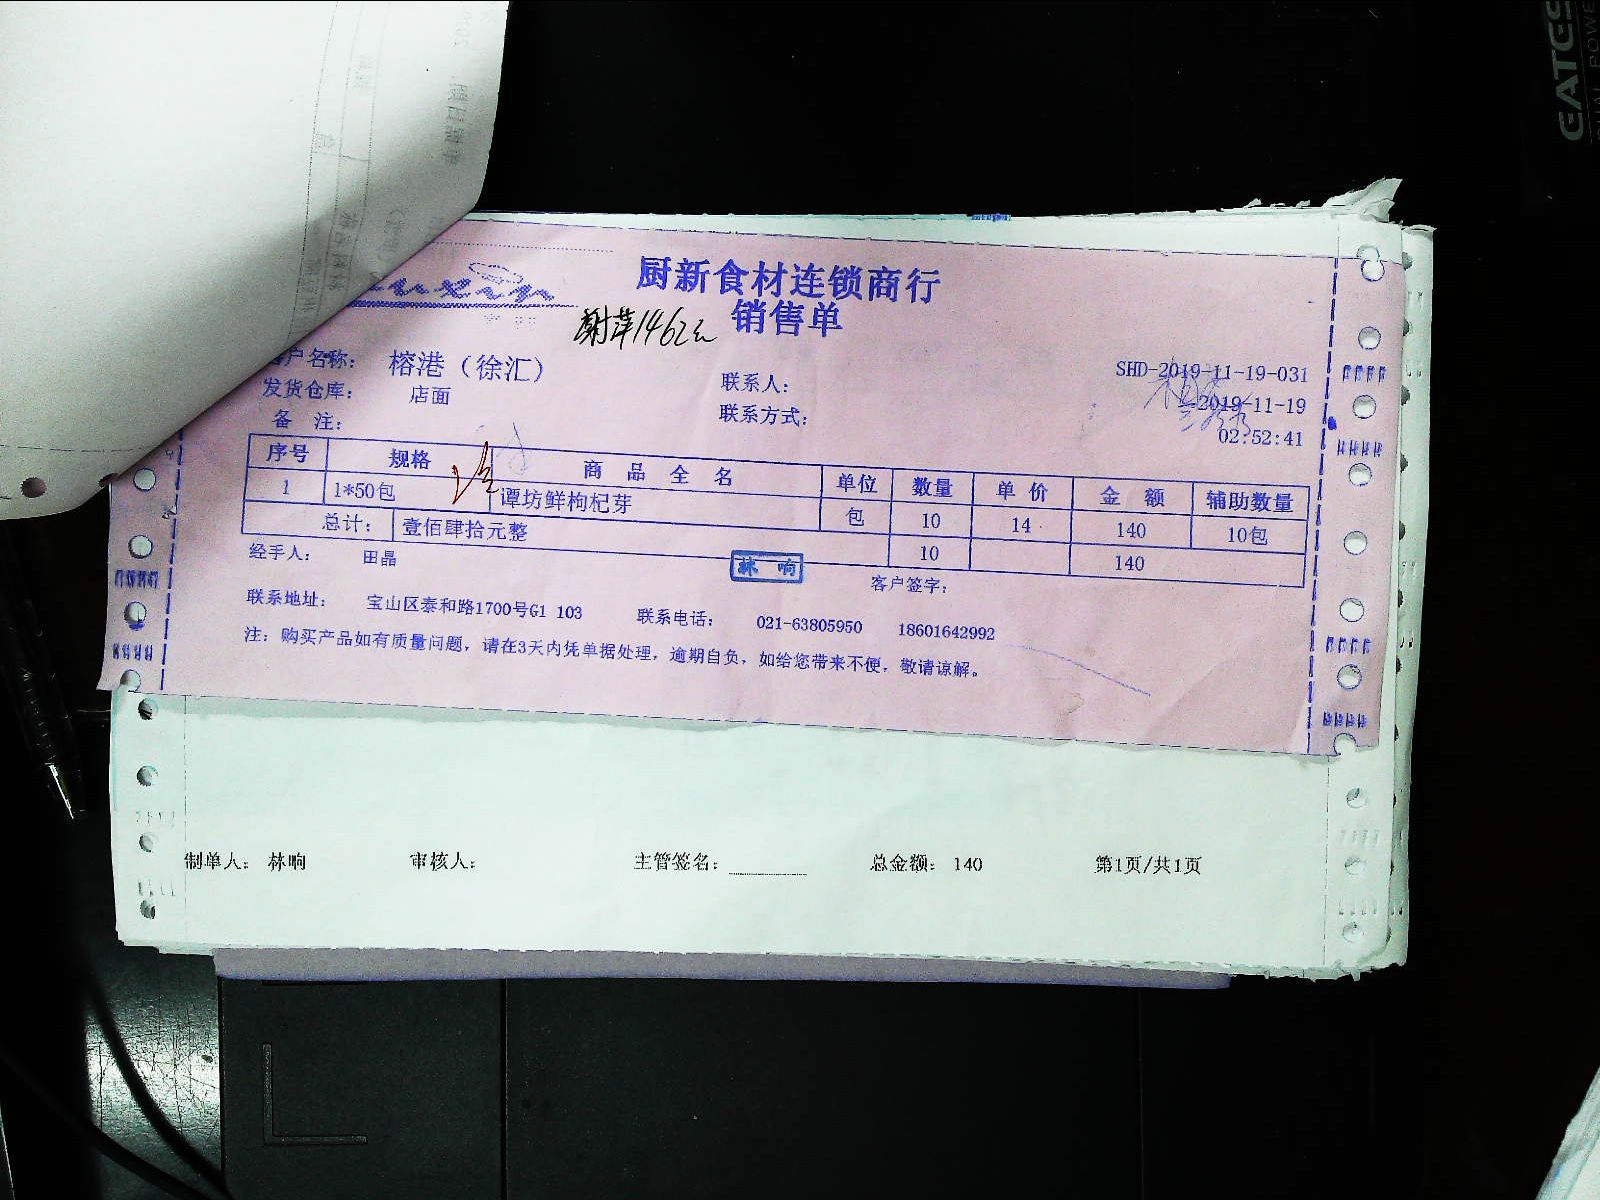 厨新食材连锁商行
销售单
谢萍1462元
客户名称： 榕港（徐汇）
联系人：
SHD-2019-11-19-031
发货仓库： 店面
联系方式：
2019-11-19
备 注：
02:52:41
序号 规格 商 品 全 名 单位 数量 单 价 金 额 辅助数量
1 1*50包 谭坊鲜枸杞芽 包 10 14 140 10包
总计： 壹佰肆拾元整 10 140
经手人： 田晶 林 响 客户签字：
联系地址： 宝山区泰和路1700号G1 103 联系电话： 021-63805950 18601642992
注：购买产品如有质量问题，请在3天内凭单据处理，逾期自负，如给您带来不便，敬请谅解。
制单人： 林响 审核人： 主管签名： 总金额： 140 第1页/共1页
GATES